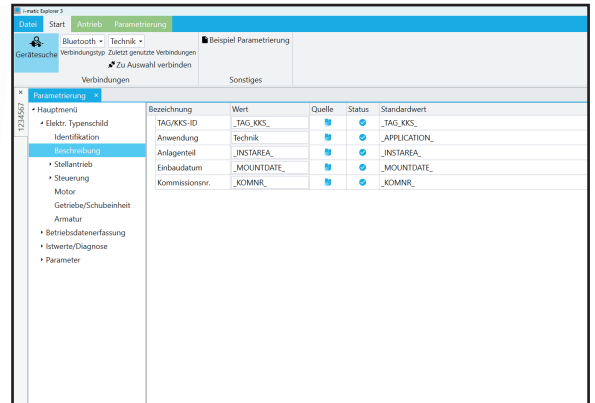 i-matic Explorer 3
Datei Start Antrieb Parametrierung
Bluetooth Technik Beispiel Parametrierung
Gerätesuche Verbindungstyp Zuletzt genutzte Verbindungen
Zu Auswahl verbinden
Verbindungen Sonstiges
× Parametrierung ×
1234567
Hauptmenü Bezeichnung Wert Quelle Status Standardwert
Elektr. Typenschild TAG/KKS-ID _TAG_KKS_ _TAG_KKS_
Identifikation Anwendung Technik _APPLICATION_
Beschreibung Anlagenteil _INSTAREA_ _INSTAREA_
Stellantrieb Einbaudatum _MOUNTDATE_ _MOUNTDATE_
Steuerung Kommissionsnr. _KOMNR_ _KOMNR_
Motor
Getriebe/Schubeinheit
Armatur
Betriebsdatenerfassung
Istwerte/Diagnose
Parameter